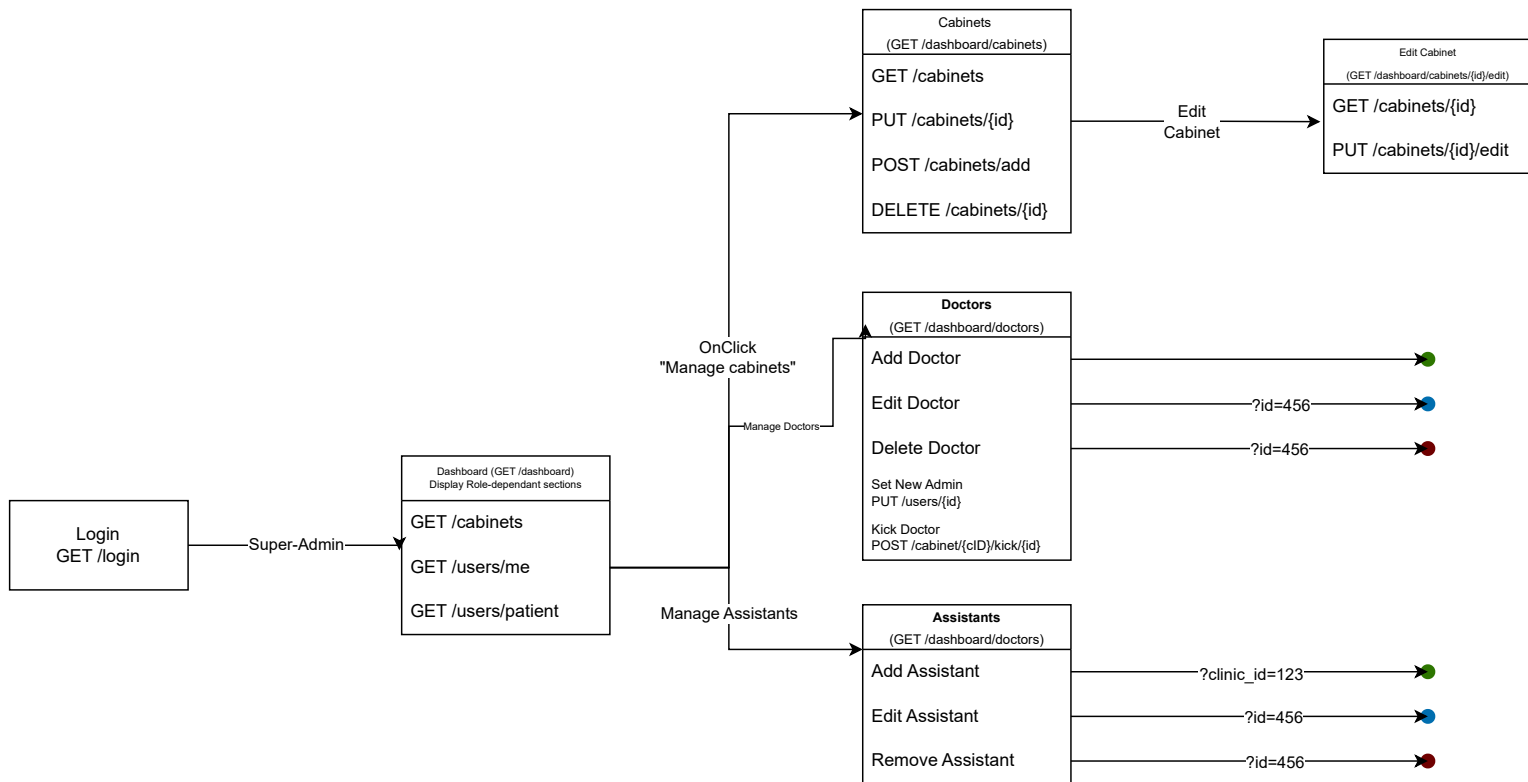 Cabinets
(GET /dashboard/cabinets)
GET /cabinets
PUT /cabinets/{id}
POST /cabinets/add
DELETE /cabinets/{id}
Edit
Cabinet
Edit Cabinet
(GET /dashboard/cabinets/{id}/edit)
GET /cabinets/{id}
PUT /cabinets/{id}/edit
OnClick
"Manage cabinets"
Manage Doctors
Doctors
(GET /dashboard/doctors)
Add Doctor
Edit Doctor
?id=456
Delete Doctor
?id=456
Set New Admin
PUT /users/{id}
Kick Doctor
POST /cabinet/{cID}/kick/{id}
Login
GET /login
Super-Admin
Dashboard (GET /dashboard)
Display Role-dependant sections
GET /cabinets
GET /users/me
GET /users/patient
Manage Assistants
Assistants
(GET /dashboard/doctors)
Add Assistant
?clinic_id=123
Edit Assistant
?id=456
Remove Assistant
?id=456